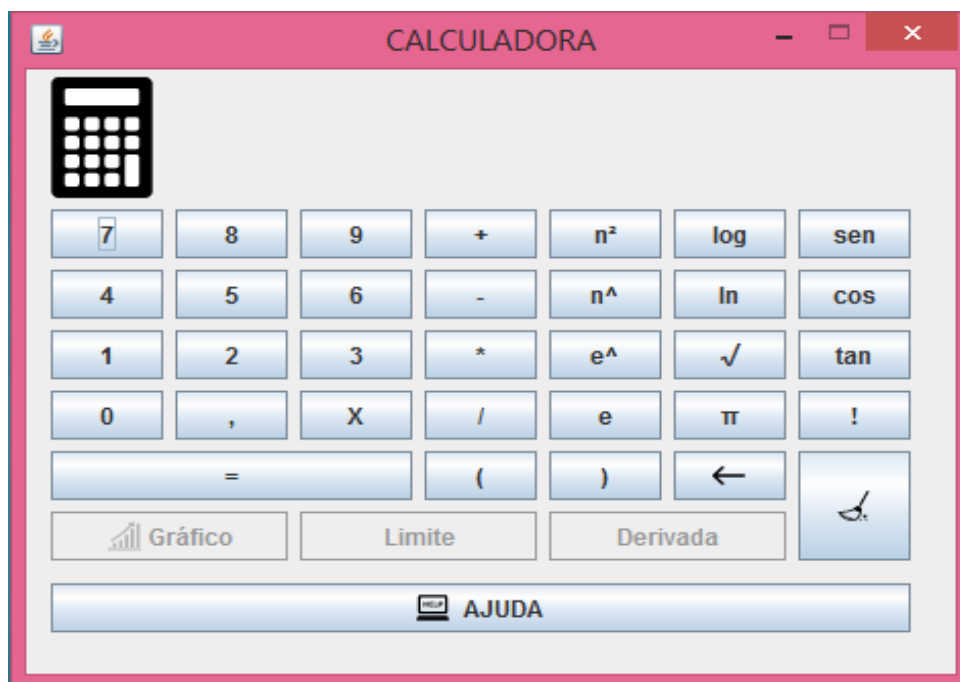 CALCULADORA
7 8 9 + n² log sen
4 5 6 - n^ ln cos
1 2 3 * e^ √ tan
0 , X / e π !
= ( ) ←
Gráfico Limite Derivada
HELP AJUDA